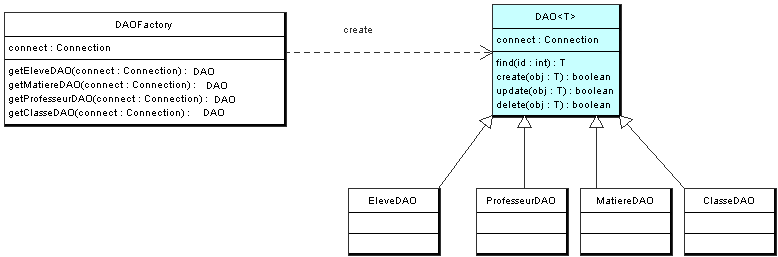 DAOFactory
connect : Connection
getEleveDAO(connect : Connection) : DAO
getMatiereDAO(connect : Connection) : DAO
getProfesseurDAO(connect : Connection) : DAO
getClasseDAO(connect : Connection) : DAO
create
DAO<T>
connect : Connection
find(id : int) : T
create(obj : T) : boolean
update(obj : T) : boolean
delete(obj : T) : boolean
EleveDAO
ProfesseurDAO
MatiereDAO
ClasseDAO